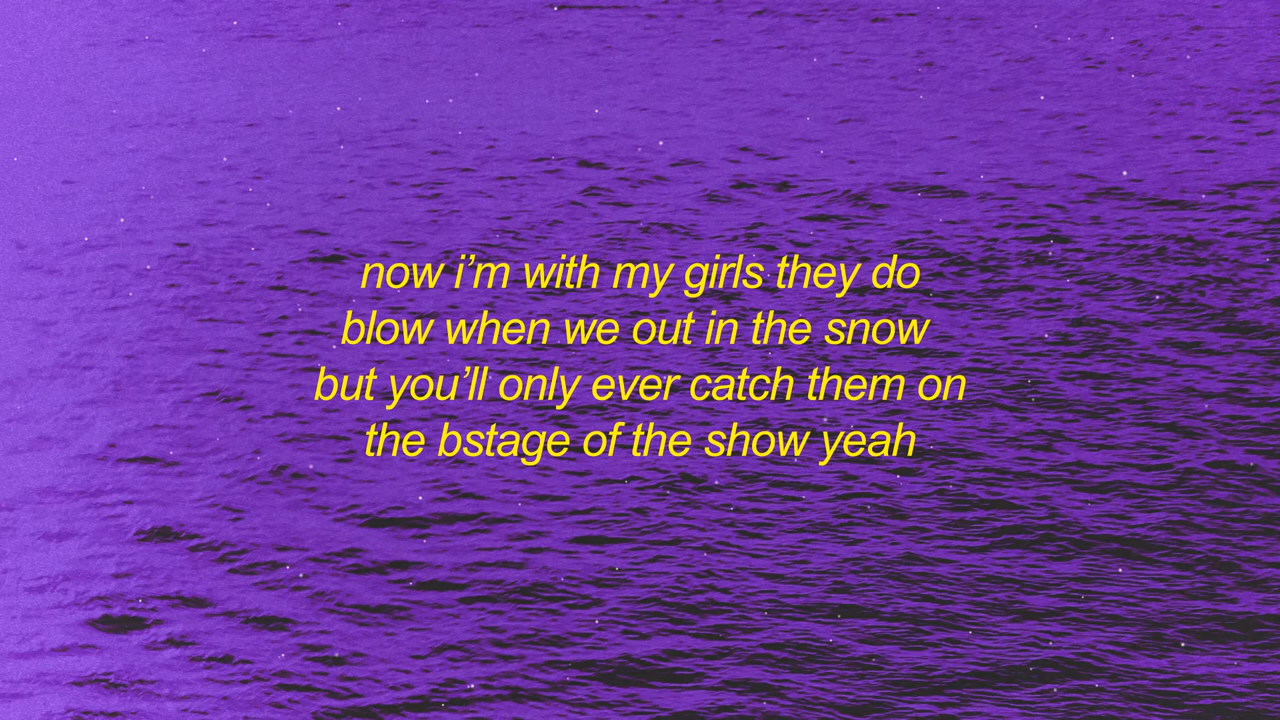 now i’m with my girls they do
blow when we out in the snow
but you’ll only ever catch them on
the bstage of the show yeah